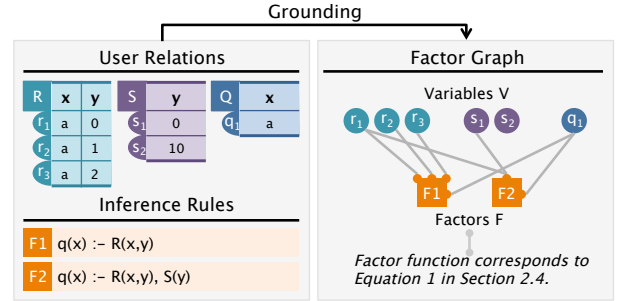 Grounding
User Relations
R x y
r1 a 0
r2 a 1
r3 a 2
S y
s1 0
s2 10
Q x
q1 a
Inference Rules
F1 q(x) :- R(x,y)
F2 q(x) :- R(x,y), S(y)
Factor Graph
Variables V
r1 r2 r3 s1 s2 q1
F1 F2
Factors F
Factor function corresponds to
Equation 1 in Section 2.4.